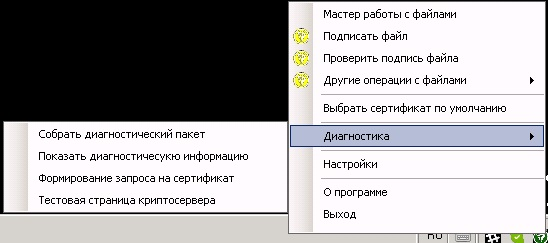 Мастер работы с файлами
Подписать файл
Проверить подпись файла
Другие операции с файлами
Выбрать сертификат по умолчанию
Диагностика
Настройки
О программе
Выход
Собрать диагностический пакет
Показать диагностичесукю информацию
Формирование запроса на сертификат
Тестовая страница криптосервера
RU